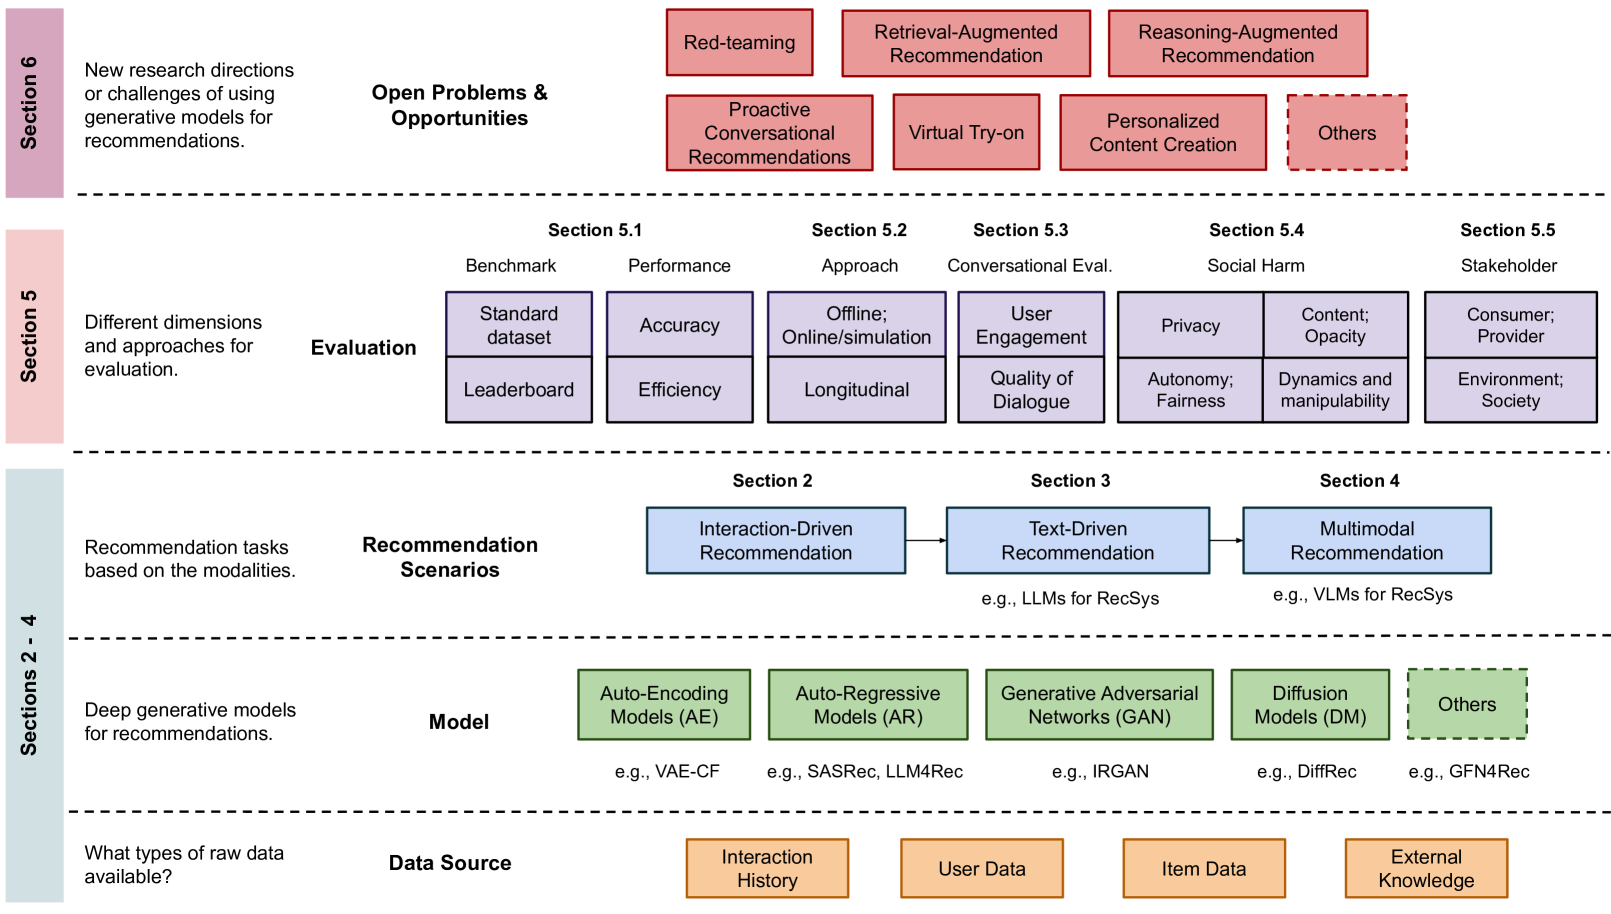 Section 6
New research directions
or challenges of using
generative models for
recommendations.
Open Problems &
Opportunities
Red-teaming
Retrieval-Augmented
Recommendation
Reasoning-Augmented
Recommendation
Proactive
Conversational
Recommendations
Virtual Try-on
Personalized
Content Creation
Others
Section 5
Different dimensions
and approaches for
evaluation.
Evaluation
Section 5.1
Benchmark
Performance
Standard
dataset
Leaderboard
Accuracy
Efficiency
Section 5.2
Approach
Offline;
Online/simulation
Longitudinal
Section 5.3
Conversational Eval.
User
Engagement
Quality of
Dialogue
Section 5.4
Social Harm
Privacy
Content;
Opacity
Autonomy;
Fairness
Dynamics and
manipulability
Section 5.5
Stakeholder
Consumer;
Provider
Environment;
Society
Sections 2 - 4
Recommendation tasks
based on the modalities.
Recommendation
Scenarios
Section 2
Interaction-Driven
Recommendation
Section 3
Text-Driven
Recommendation
e.g., LLMs for RecSys
Section 4
Multimodal
Recommendation
e.g., VLMs for RecSys
Deep generative models
for recommendations.
Model
Auto-Encoding
Models (AE)
e.g., VAE-CF
Auto-Regressive
Models (AR)
e.g., SASRec, LLM4Rec
Generative Adversarial
Networks (GAN)
e.g., IRGAN
Diffusion
Models (DM)
e.g., DiffRec
Others
e.g., GFN4Rec
What types of raw data
available?
Data Source
Interaction
History
User Data
Item Data
External
Knowledge